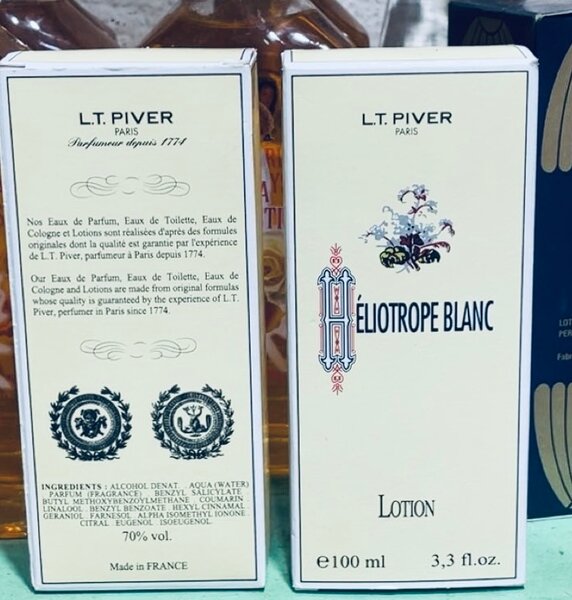 L.T. PIVER
PARIS
Parfumeur depuis 1774
Nos Eaux de Parfum, Eaux de Toilette, Eaux de
Cologne et Lotions sont réalisées d'après des formules
originales dont la qualité est garantie par l'expérience
de L.T. Piver, parfumeur à Paris depuis 1774.
Our Eaux de Parfum, Eaux de Toilette, Eaux de
Cologne and Lotions are made from original formulas
whose quality is guaranteed by the experience of L.T.
Piver, perfumer in Paris since 1774.
INGREDIENTS : ALCOHOL DENAT . AQUA (WATER)
. PARFUM (FRAGRANCE) . BENZYL SALICYLATE .
BUTYL METHOXYDIBENZOYLMETHANE . COUMARIN .
LINALOOL . BENZYL BENZOATE . HEXYL CINNAMAL .
GERANIOL . FARNESOL . ALPHA ISOMETHYL IONONE .
CITRAL . EUGENOL . ISOEUGENOL.
70% vol.
Made in FRANCE
L.T. PIVER
PARIS
HÉLIOTROPE BLANC
LOTION
℮100 ml 3,3 fl.oz.